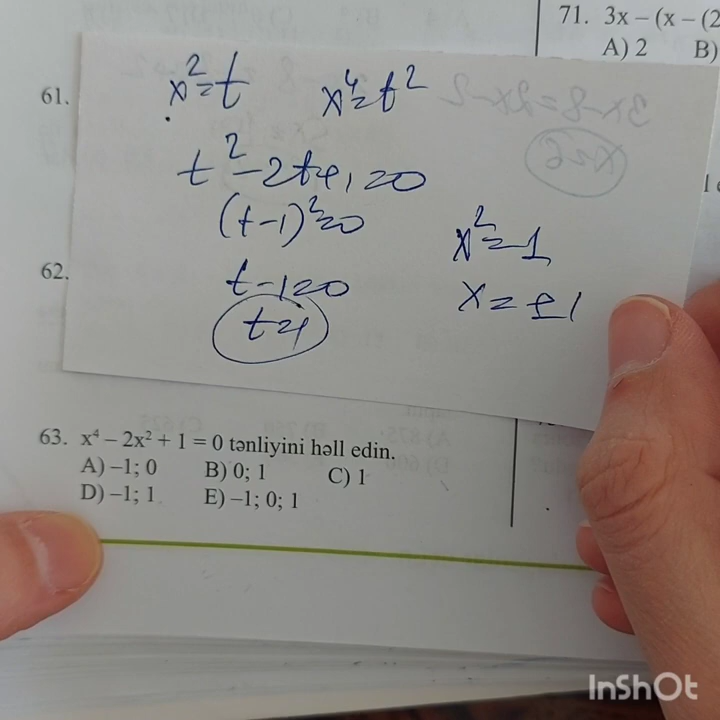 71. 3x – (x – (2
A) 2 B)
61.
x²=t x⁴=t²
t²-2t+1=0
(t-1)²=0
t-1=0
t=1
x²=1
x=±1
62.
63. x⁴ – 2x² + 1 = 0 tənliyini həll edin.
A) –1; 0 B) 0; 1 C) 1
D) –1; 1 E) –1; 0; 1
InShOt